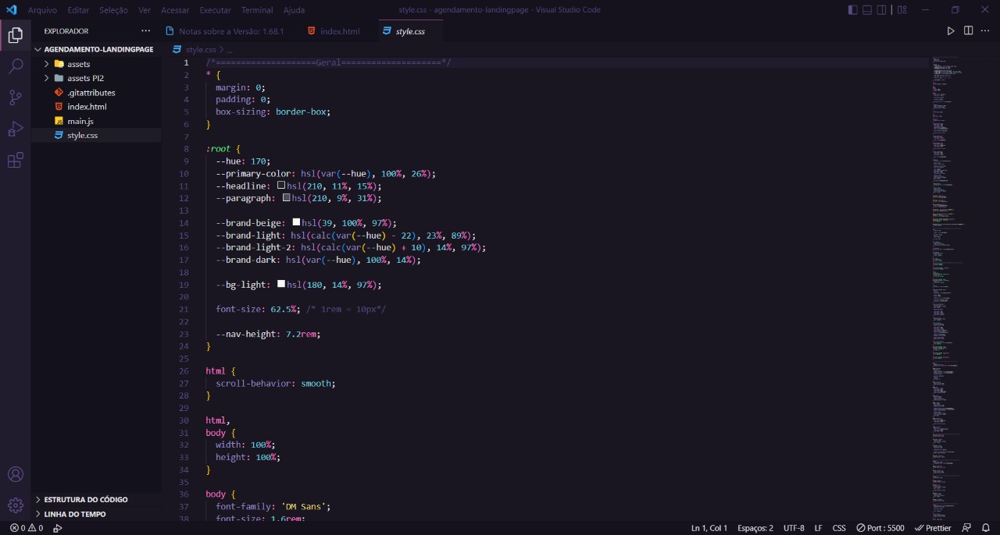 Arquivo Editar Seleção Ver Acessar Executar Terminal Ajuda
style.css - agendamento-landingpage - Visual Studio Code
EXPLORADOR
Notas sobre a Versão: 1.68.1
index.html
style.css
AGENDAMENTO-LANDINGPAGE
assets
assets PI2
.gitattributes
index.html
main.js
style.css
ESTRUTURA DO CÓDIGO
LINHA DO TEMPO
style.css > ...
1 /*====================Geral====================*/
2 * {
3 margin: 0;
4 padding: 0;
5 box-sizing: border-box;
6 }
7
8 :root {
9 --hue: 170;
10 --primary-color: hsl(var(--hue), 100%, 26%);
11 --headline: hsl(210, 11%, 15%);
12 --paragraph: hsl(210, 9%, 31%);
13
14 --brand-beige: hsl(39, 100%, 97%);
15 --brand-light: hsl(calc(var(--hue) - 22), 23%, 89%);
16 --brand-light-2: hsl(calc(var(--hue) + 10), 14%, 97%);
17 --brand-dark: hsl(var(--hue), 100%, 14%);
18
19 --bg-light: hsl(180, 14%, 97%);
20
21 font-size: 62.5%; /* 1rem = 10px*/
22
23 --nav-height: 7.2rem;
24 }
25
26 html {
27 scroll-behavior: smooth;
28 }
29
30 html,
31 body {
32 width: 100%;
33 height: 100%;
34 }
35
36 body {
37 font-family: 'DM Sans';
38 font-size: 1.6rem;
0 0
Ln 1, Col 1 Espaços: 2 UTF-8 LF CSS Port : 5500 Prettier